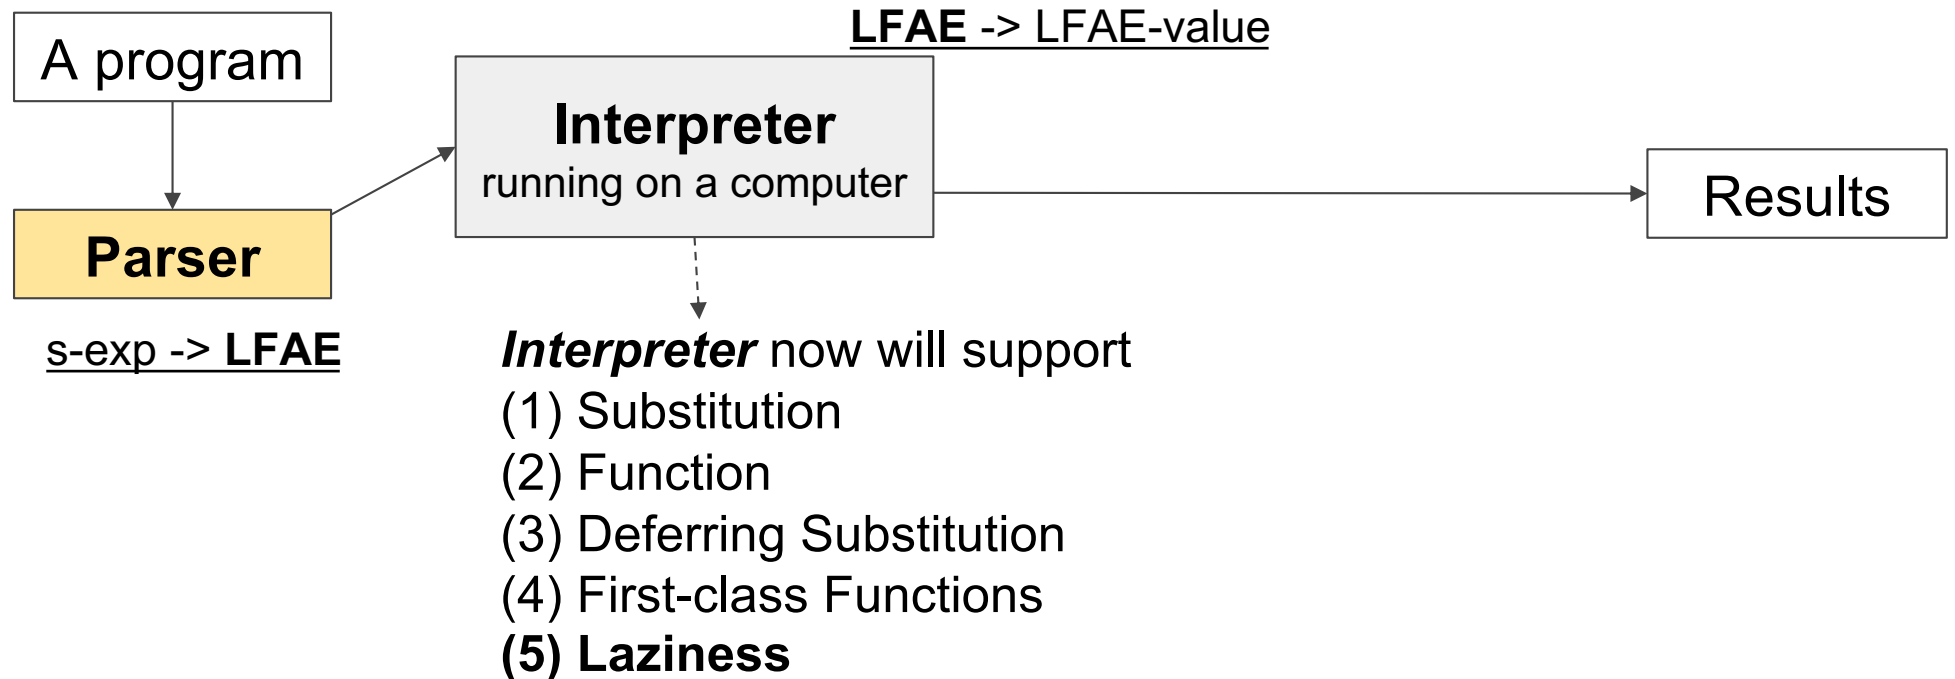 A program
LFAE -> LFAE-value
Interpreter
running on a computer
Results
Parser
s-exp -> LFAE
Interpreter now will support
(1) Substitution
(2) Function
(3) Deferring Substitution
(4) First-class Functions
(5) Laziness